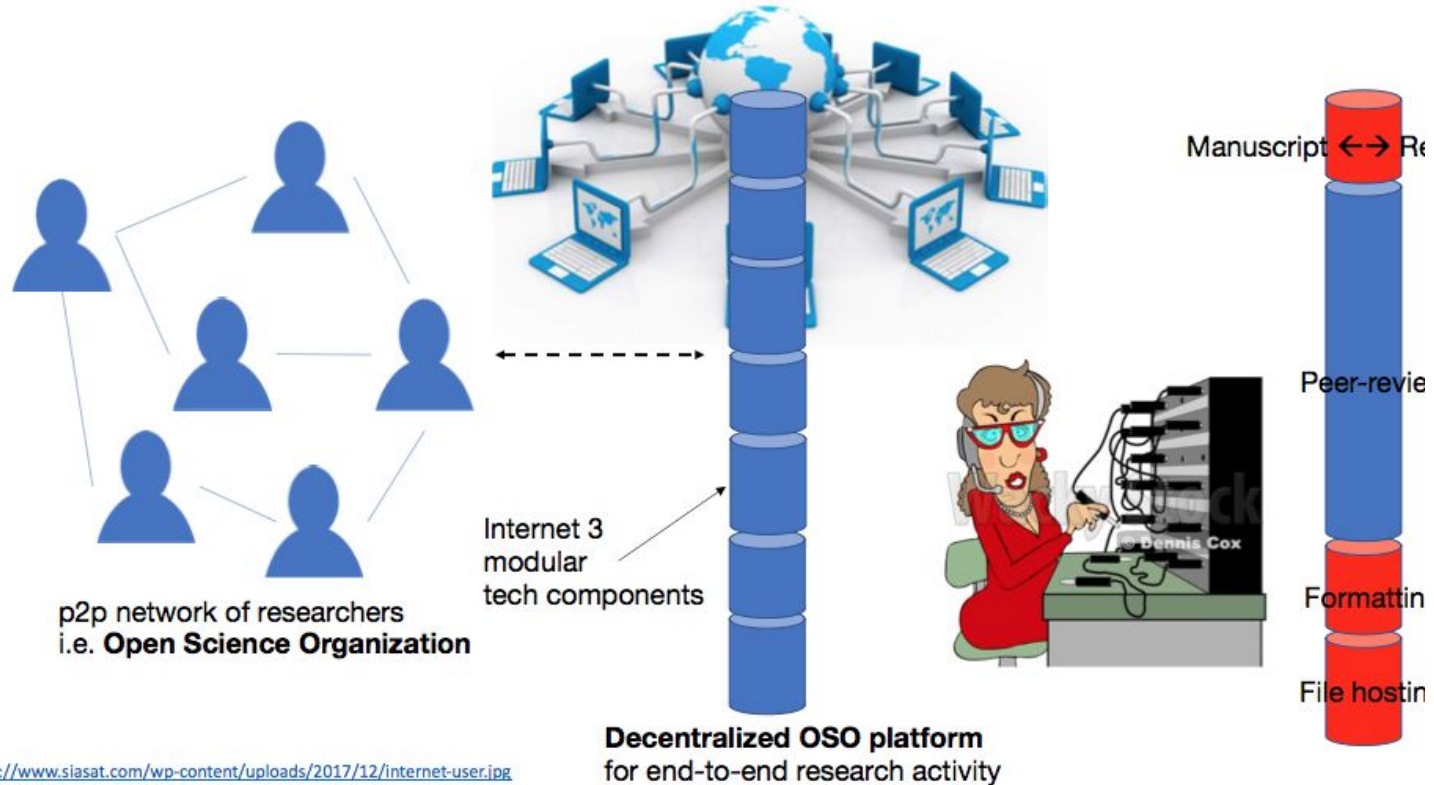 Manuscript ←→ Re
Peer-revie
Internet 3
modular
tech components
© Dennis Cox
Formattin
p2p network of researchers
i.e. Open Science Organization
File hostin
Decentralized OSO platform
for end-to-end research activity
://www.siasat.com/wp-content/uploads/2017/12/internet-user.jpg